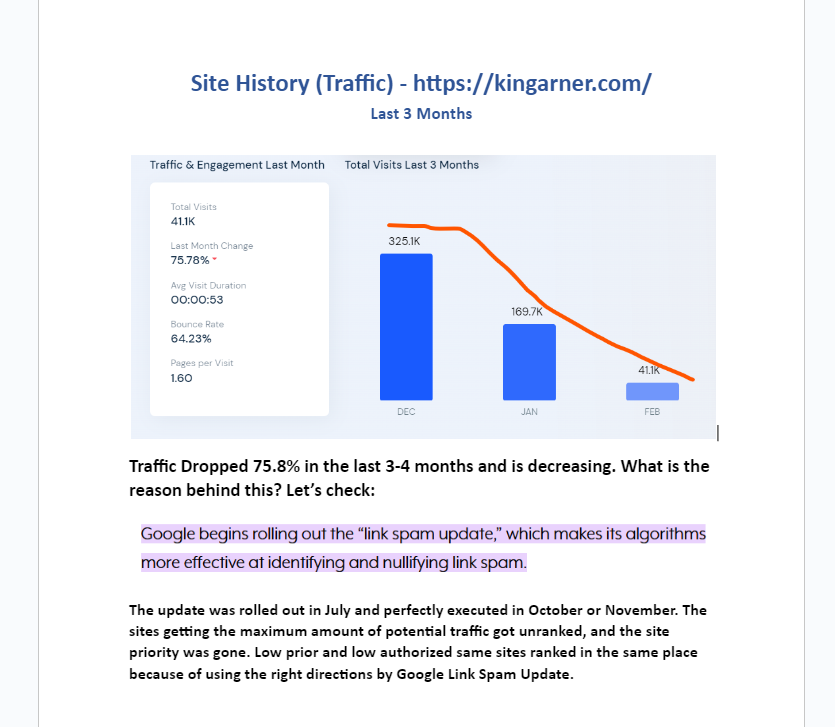 Site History (Traffic) - https://kingarner.com/
Last 3 Months
Traffic & Engagement Last Month
Total Visits Last 3 Months
Total Visits
41.1K
Last Month Change
75.78%
Avg Visit Duration
00:00:53
Bounce Rate
64.23%
Pages per Visit
1.60
325.1K
169.7K
41.1K
DEC
JAN
FEB
Traffic Dropped 75.8% in the last 3-4 months and is decreasing. What is the
reason behind this? Let’s check:
Google begins rolling out the “link spam update,” which makes its algorithms
more effective at identifying and nullifying link spam.
The update was rolled out in July and perfectly executed in October or November. The
sites getting the maximum amount of potential traffic got unranked, and the site
priority was gone. Low prior and low authorized same sites ranked in the same place
because of using the right directions by Google Link Spam Update.